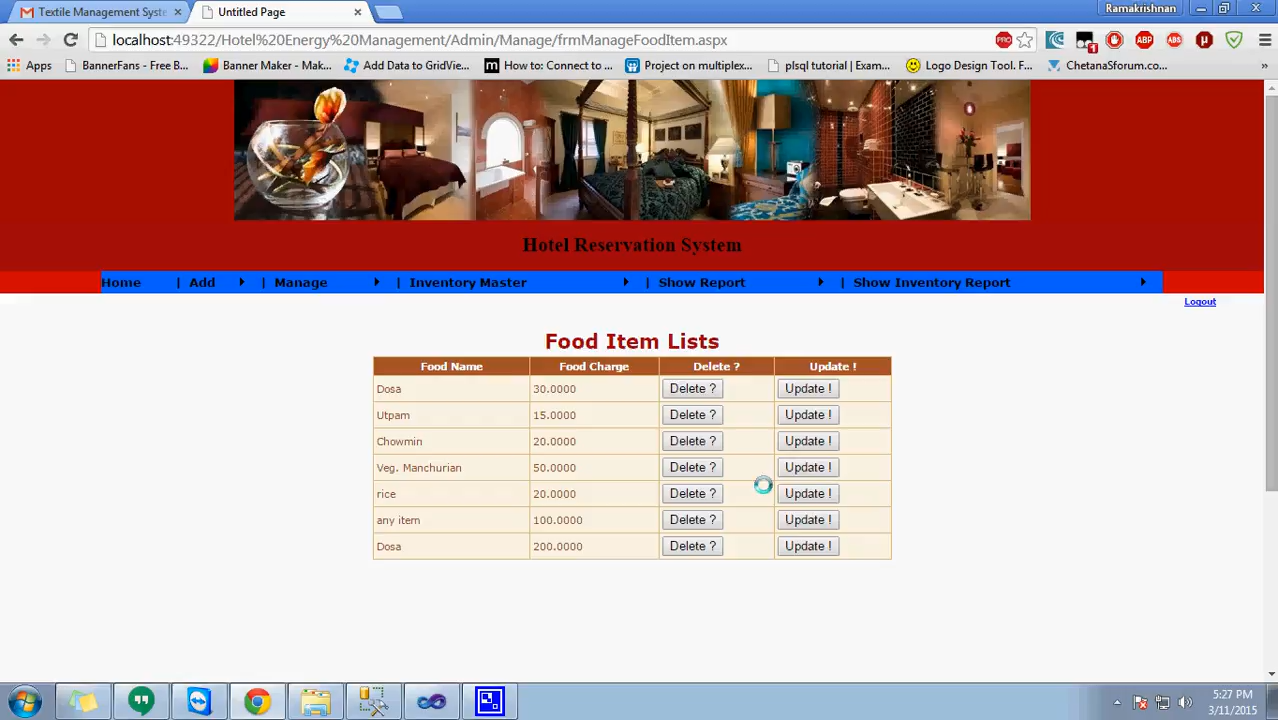 Textile Management Syste
Untitled Page
Ramakrishnan
localhost:49322/Hotel%20Energy%20Management/Admin/Manage/frmManageFoodItem.aspx
PRO
1
ABP
ABS
µ
Apps
BannerFans - Free B...
Banner Maker - Mak...
Add Data to GridVie...
m
How to: Connect to ...
Project on multiplex...
plsql tutorial | Exam...
Logo Design Tool. F...
ChetanaSforum.co...
»
Hotel Reservation System
Home | Add | Manage | Inventory Master | Show Report | Show Inventory Report
Logout
Food Item Lists
Food Name Food Charge Delete ? Update !
Dosa 30.0000 Delete ? Update !
Utpam 15.0000 Delete ? Update !
Chowmin 20.0000 Delete ? Update !
Veg. Manchurian 50.0000 Delete ? Update !
rice 20.0000 Delete ? Update !
any item 100.0000 Delete ? Update !
Dosa 200.0000 Delete ? Update !
5:27 PM
3/11/2015